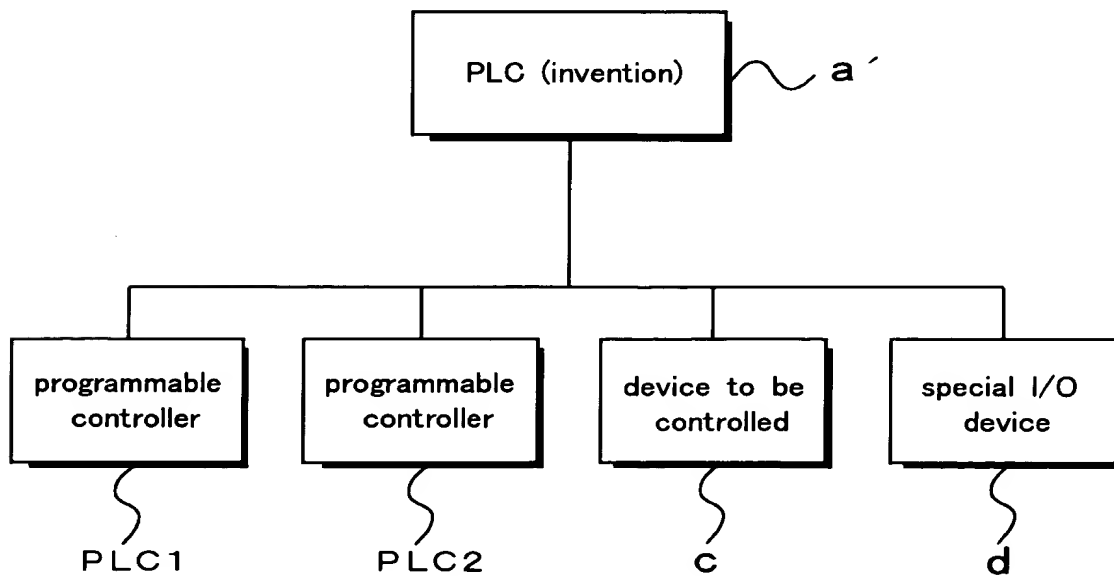 PLC (invention)
a´
programmable
controller
programmable
controller
device to be
controlled
special I/O
device
PLC1
PLC2
c
d